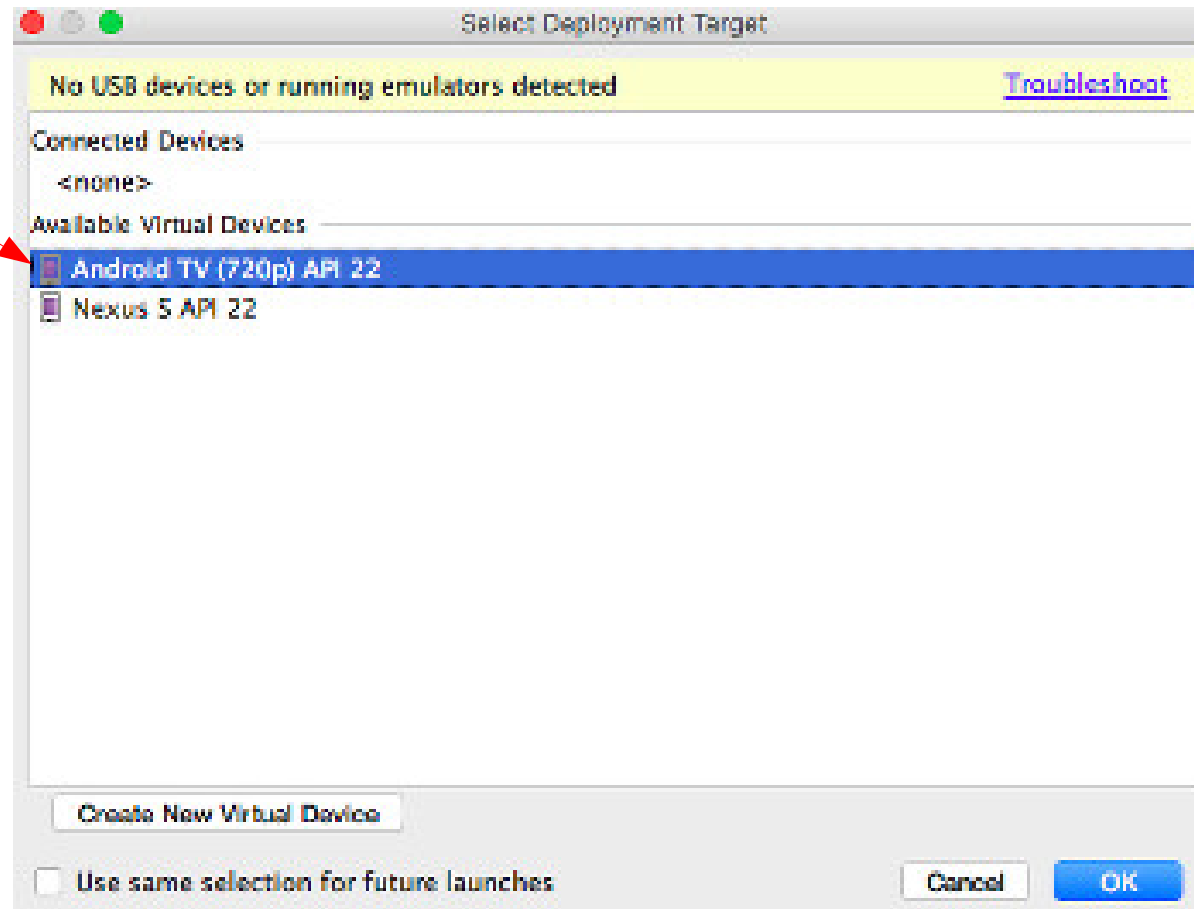 Select Deployment Target
No USB devices or running emulators detected Troubleshoot
Connected Devices
<none>
Available Virtual Devices
Android TV (720p) API 22
Nexus S API 22
Create New Virtual Device
Use same selection for future launches Cancel OK